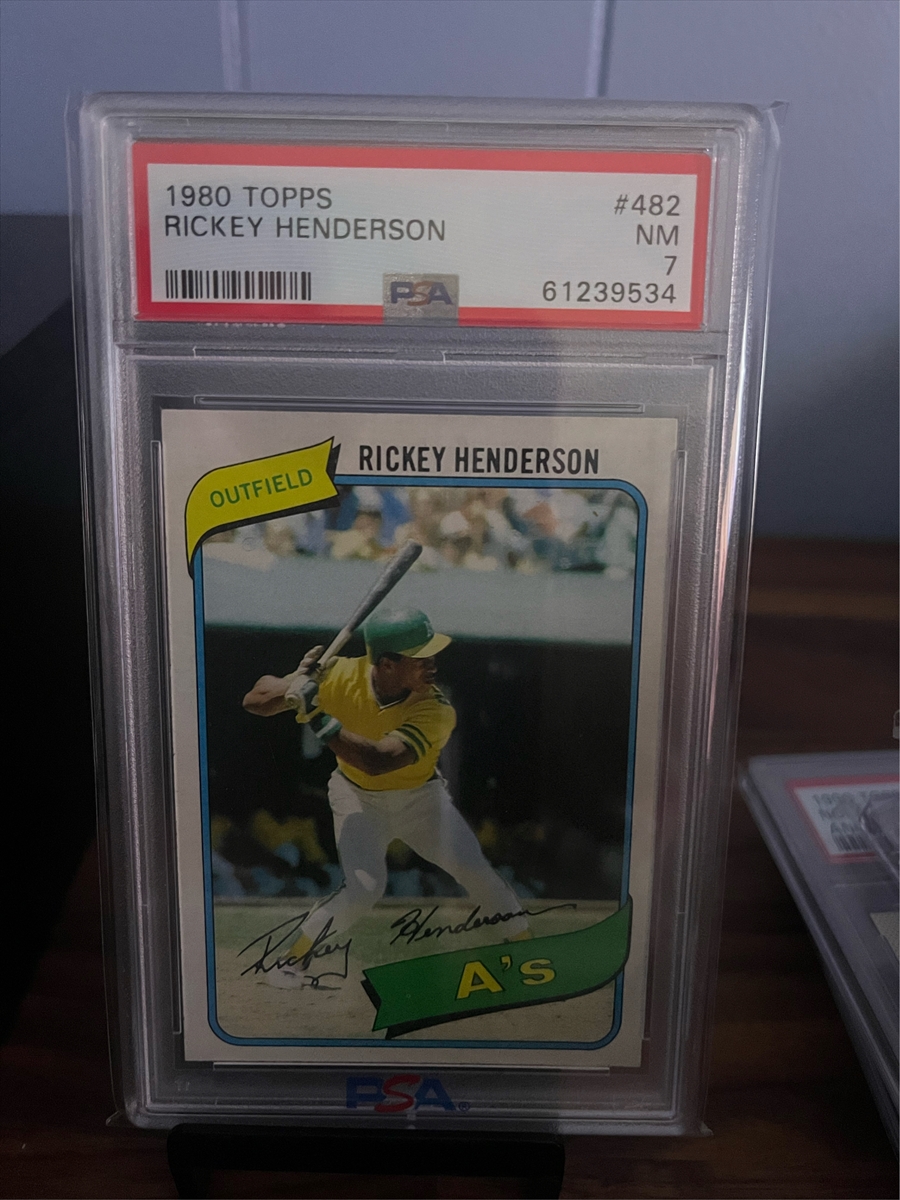 1980 TOPPS
#482
RICKEY HENDERSON
NM
7
PSA
61239534
RICKEY HENDERSON
OUTFIELD
Rickey Henderson
A's
PSA